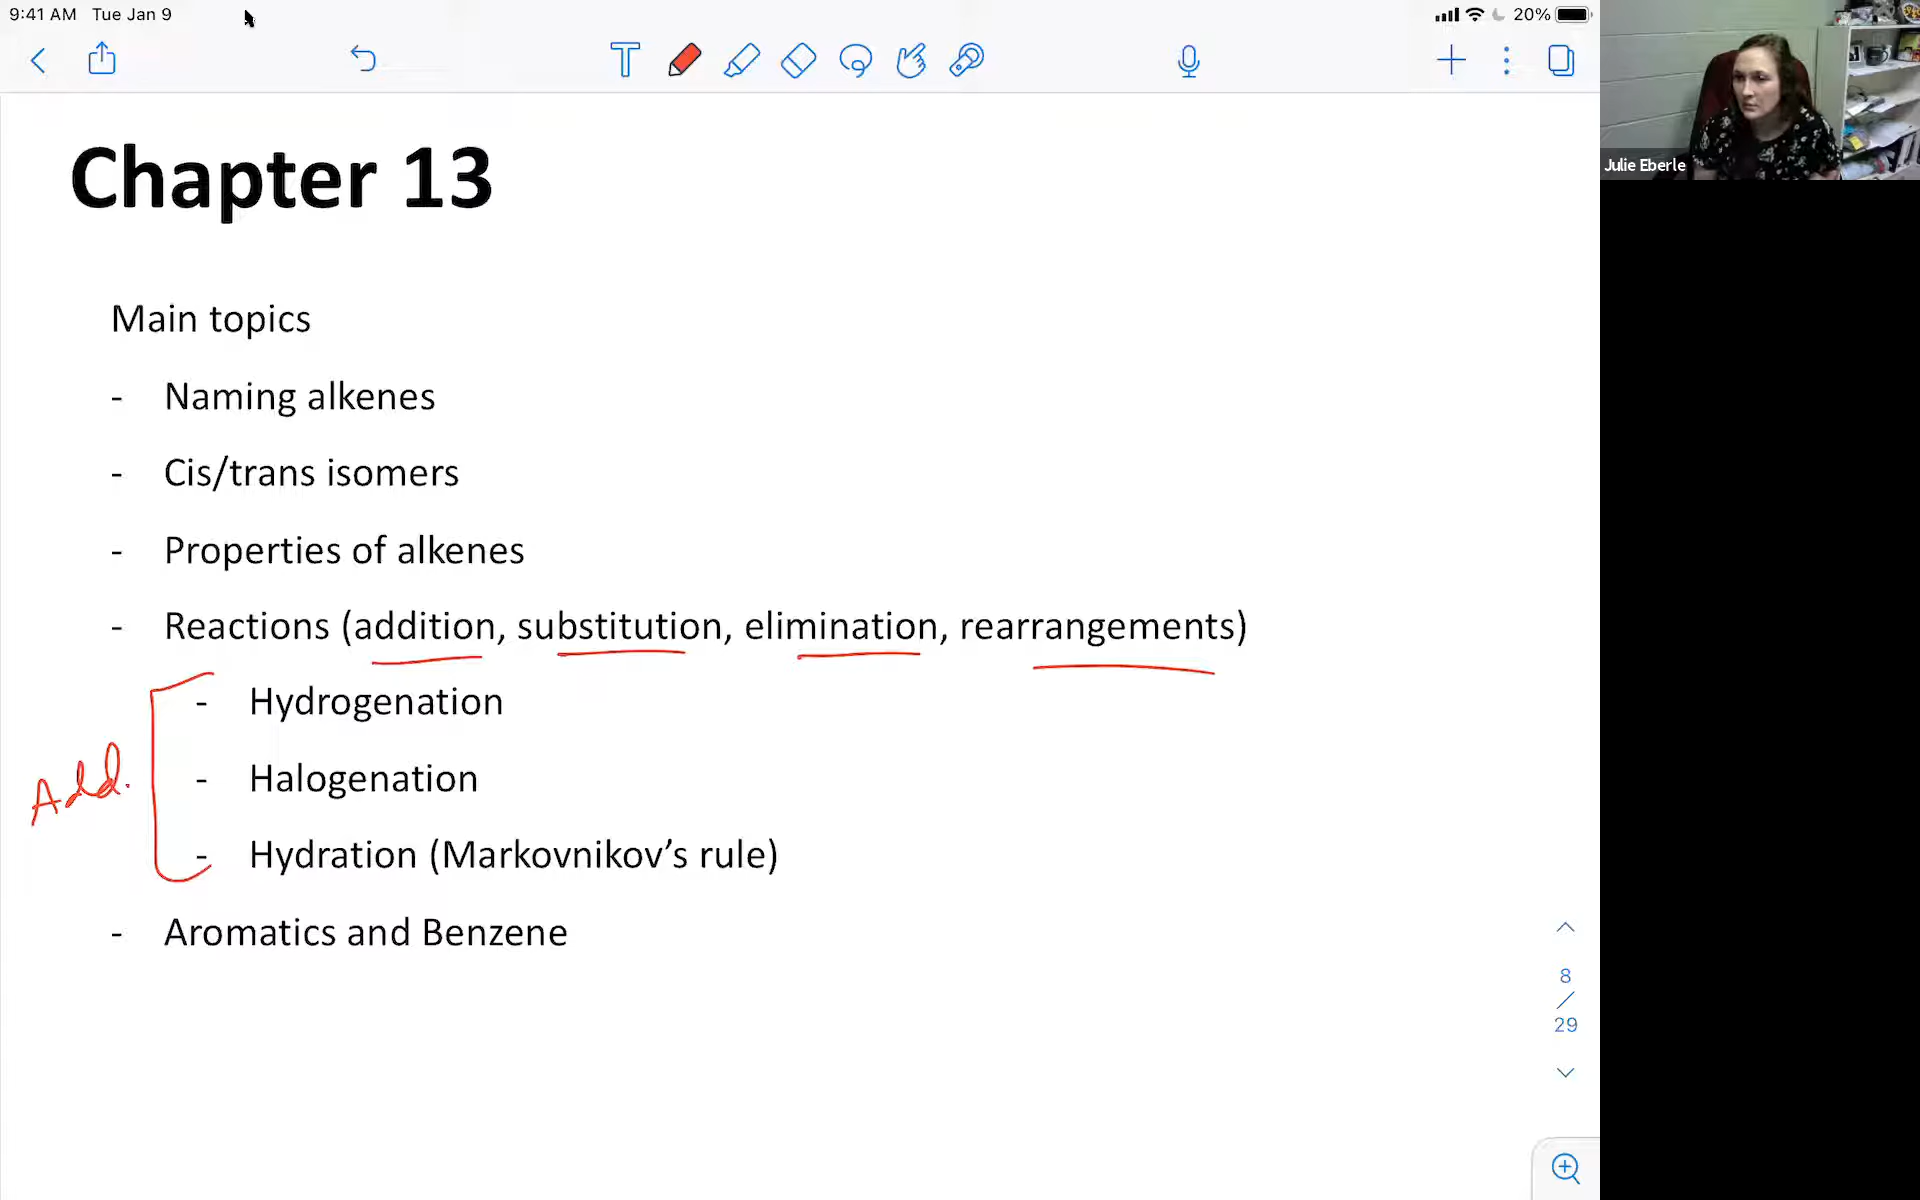 9:41 AM Tue Jan 9
20%
Julie Eberle
Chapter 13
Main topics
- Naming alkenes
- Cis/trans isomers
- Properties of alkenes
- Reactions (addition, substitution, elimination, rearrangements)
- Hydrogenation
Add.
- Halogenation
- Hydration (Markovnikov’s rule)
- Aromatics and Benzene
8
/
29